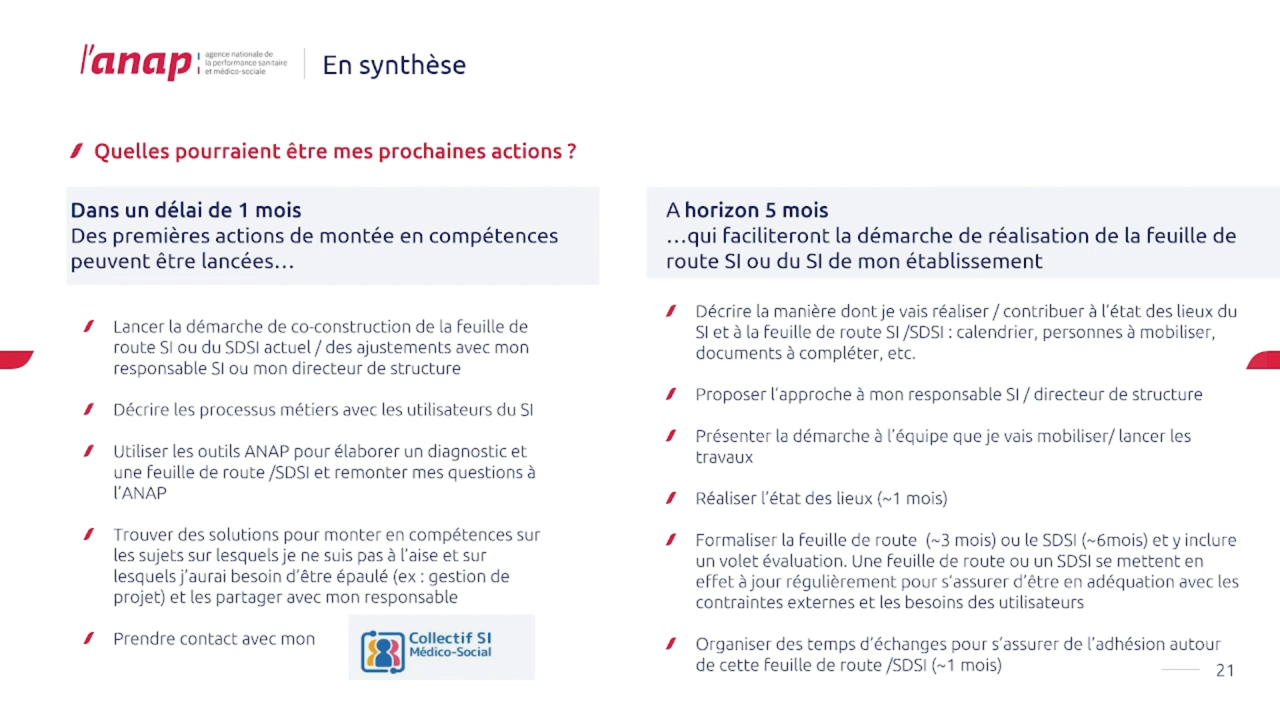 l'anap
agence nationale de
la performance sanitaire
et médico-sociale
En synthèse
Quelles pourraient être mes prochaines actions ?
Dans un délai de 1 mois
Des premières actions de montée en compétences
peuvent être lancées…
Lancer la démarche de co-construction de la feuille de
route SI ou du SDSI actuel / des ajustements avec mon
responsable SI ou mon directeur de structure
Décrire les processus métiers avec les utilisateurs du SI
Utiliser les outils ANAP pour élaborer un diagnostic et
une feuille de route /SDSI et remonter mes questions à
l'ANAP
Trouver des solutions pour monter en compétences sur
les sujets sur lesquels je ne suis pas à l'aise et sur
lesquels j'aurai besoin d'être épaulé (ex : gestion de
projet) et les partager avec mon responsable
Prendre contact avec mon
Collectif SI
Médico-Social
A horizon 5 mois
…qui faciliteront la démarche de réalisation de la feuille de
route SI ou du SI de mon établissement
Décrire la manière dont je vais réaliser / contribuer à l'état des lieux du
SI et à la feuille de route SI /SDSI : calendrier, personnes à mobiliser,
documents à compléter, etc.
Proposer l'approche à mon responsable SI / directeur de structure
Présenter la démarche à l'équipe que je vais mobiliser/ lancer les
travaux
Réaliser l'état des lieux (~1 mois)
Formaliser la feuille de route (~3 mois) ou le SDSI (~6mois) et y inclure
un volet évaluation. Une feuille de route ou un SDSI se mettent en
effet à jour régulièrement pour s'assurer d'être en adéquation avec les
contraintes externes et les besoins des utilisateurs
Organiser des temps d'échanges pour s'assurer de l'adhésion autour
de cette feuille de route /SDSI (~1 mois)
21